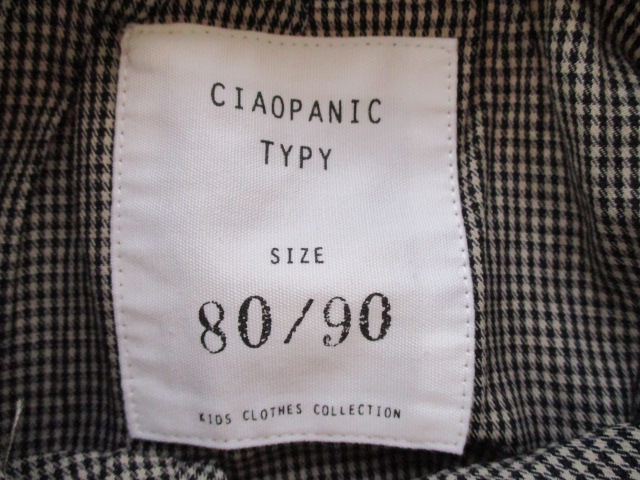 CIAOPANIC
TYPY
SIZE
80/90
KIDS CLOTHES COLLECTION